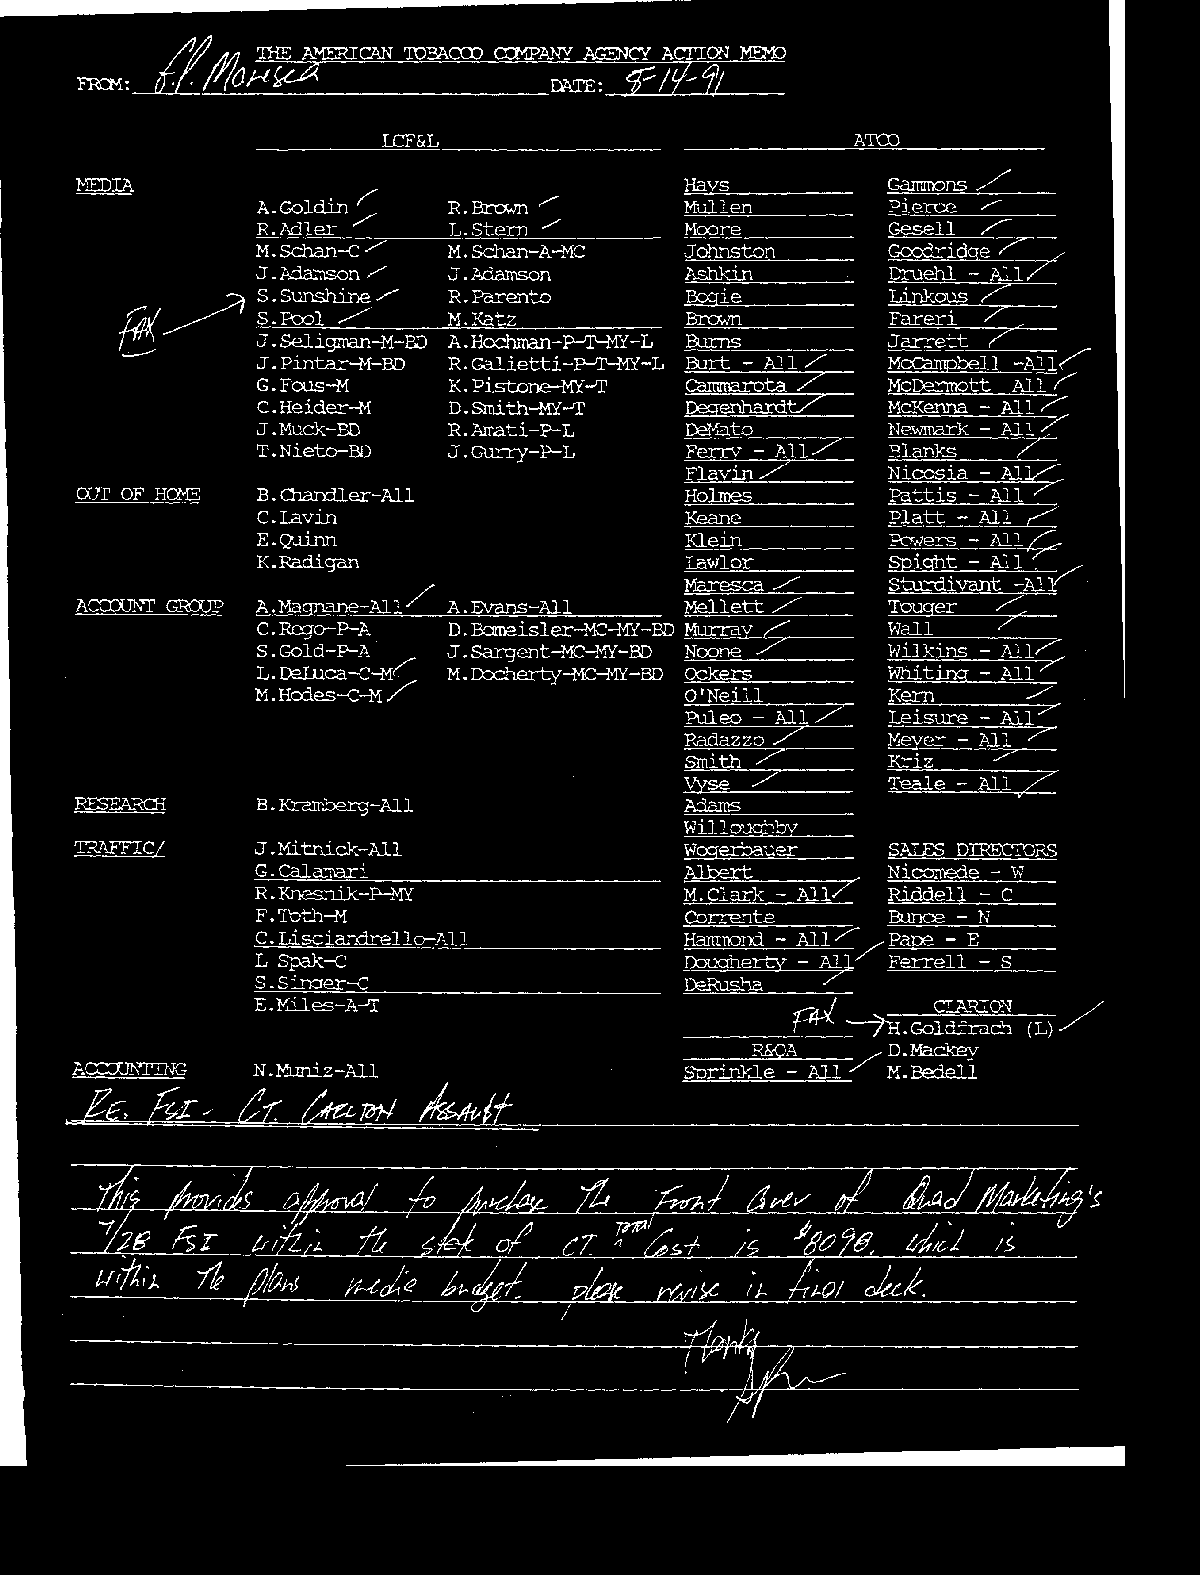 THE AMERICAN TOBACCO COMPANY AGENCY ACTION MEMO
FROM: J.P. Maresca DATE: 8-14-91
LCF&L ATCO
MEDIA Hays Gammons
A.Goldin R.Brown Mullen Pierce
R.Adler L.Stern Moore Gesell
M.Schan-C M.Schan-A-MC Johnston Goodridge
J.Adamson J.Adamson Ashkin Druehl - All
S.Sunshine R.Parento Bogie Linkous
FAX S.Pool M.Katz Brown Fareri
J.Seligman-M-BD A.Hochman-P-T-MY-L Burns Jarrett
J.Pintar-M-BD R.Galietti-P-T-MY-L Burt - All McCampbell -All
G.Fous-M K.Pistone-MY-T Cammarota McDermott All
C.Heider-M D.Smith-MY-T Degenhardt McKenna - All
J.Muck-BD R.Amati-P-L DeMato Newmark - All
T.Nieto-BD J.Gurry-P-L Ferry - All Blanks
Flavin Nicosia - All
OUT OF HOME B.Chandler-All Holmes Pattis - All
C.Lavin Keane Platt - All
E.Quinn Klein Powers - All
K.Radigan Lawlor Spight - All
Maresca Sturdivant -All
ACCOUNT GROUP A.Magnane-All A.Evans-All Mellett Touger
C.Rogo-P-A D.Bomeisler-MC-MY-BD Murray Wall
S.Gold-P-A J.Sargent-MC-MY-BD Noone Wilkins - All
L.DeLuca-C-M M.Docherty-MC-MY-BD Ockers Whiting - All
M.Hodes-C-M O'Neill Kern
Puleo - All Leisure - All
Radazzo Meyer - All
Smith Kriz
Vyse Teale - All
RESEARCH B.Kramberg-All Adams
Willoughby
TRAFFIC/ J.Mitnick-All Wogerbauer SALES DIRECTORS
G.Calamari Albert Nicomede - W
R.Knesnik-P-MY M.Clark - All Riddell - C
F.Toth-M Corrente Bunce - N
C.Lisciandrello-All Hammond - All Pape - E
L Spak-C Dougherty - All Ferrell - S
S.Singer-C DeRusha
E.Miles-A-T CLARION
FAX H.Goldfrach (L)
R&QA D.Mackey
ACCOUNTING N.Muniz-All Sprinkle - All M.Bedell
RE. FSI - CT. CARLTON ASSAULT
This provides approval to purchase the Front Cover of Quad Marketing's
7/28 FSI within the state of CT. Total Cost is $8098. which is
within the plans media budget. please revise in final deck.
Thanks